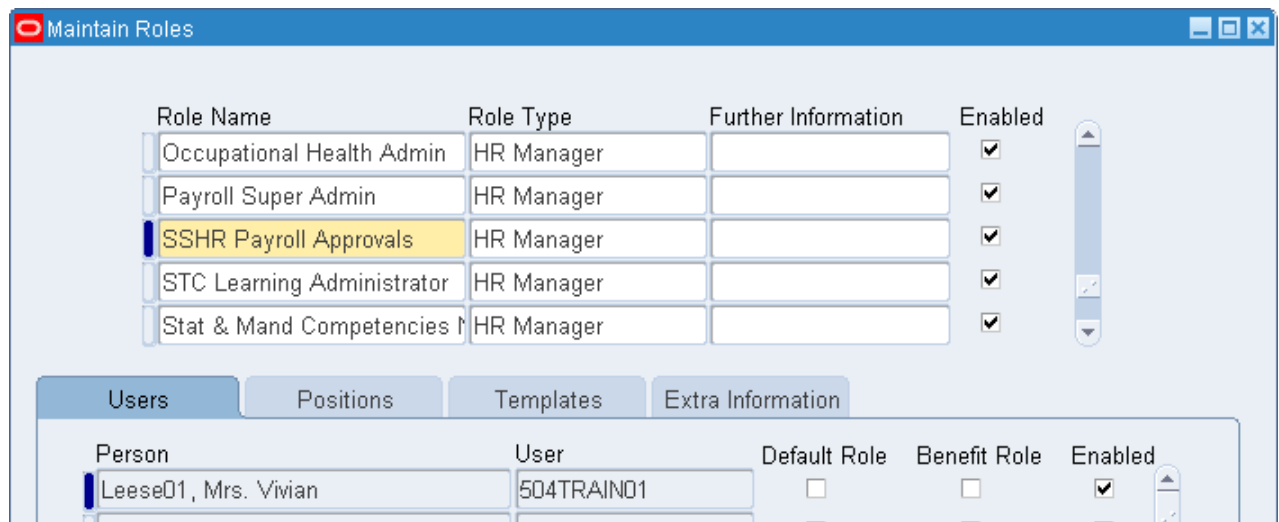 Maintain Roles
Role Name Role Type Further Information Enabled
Occupational Health Admin HR Manager
Payroll Super Admin HR Manager
SSHR Payroll Approvals HR Manager
STC Learning Administrator HR Manager
Stat & Mand Competencies HR Manager
Users Positions Templates Extra Information
Person User Default Role Benefit Role Enabled
Leese01, Mrs. Vivian 504TRAIN01